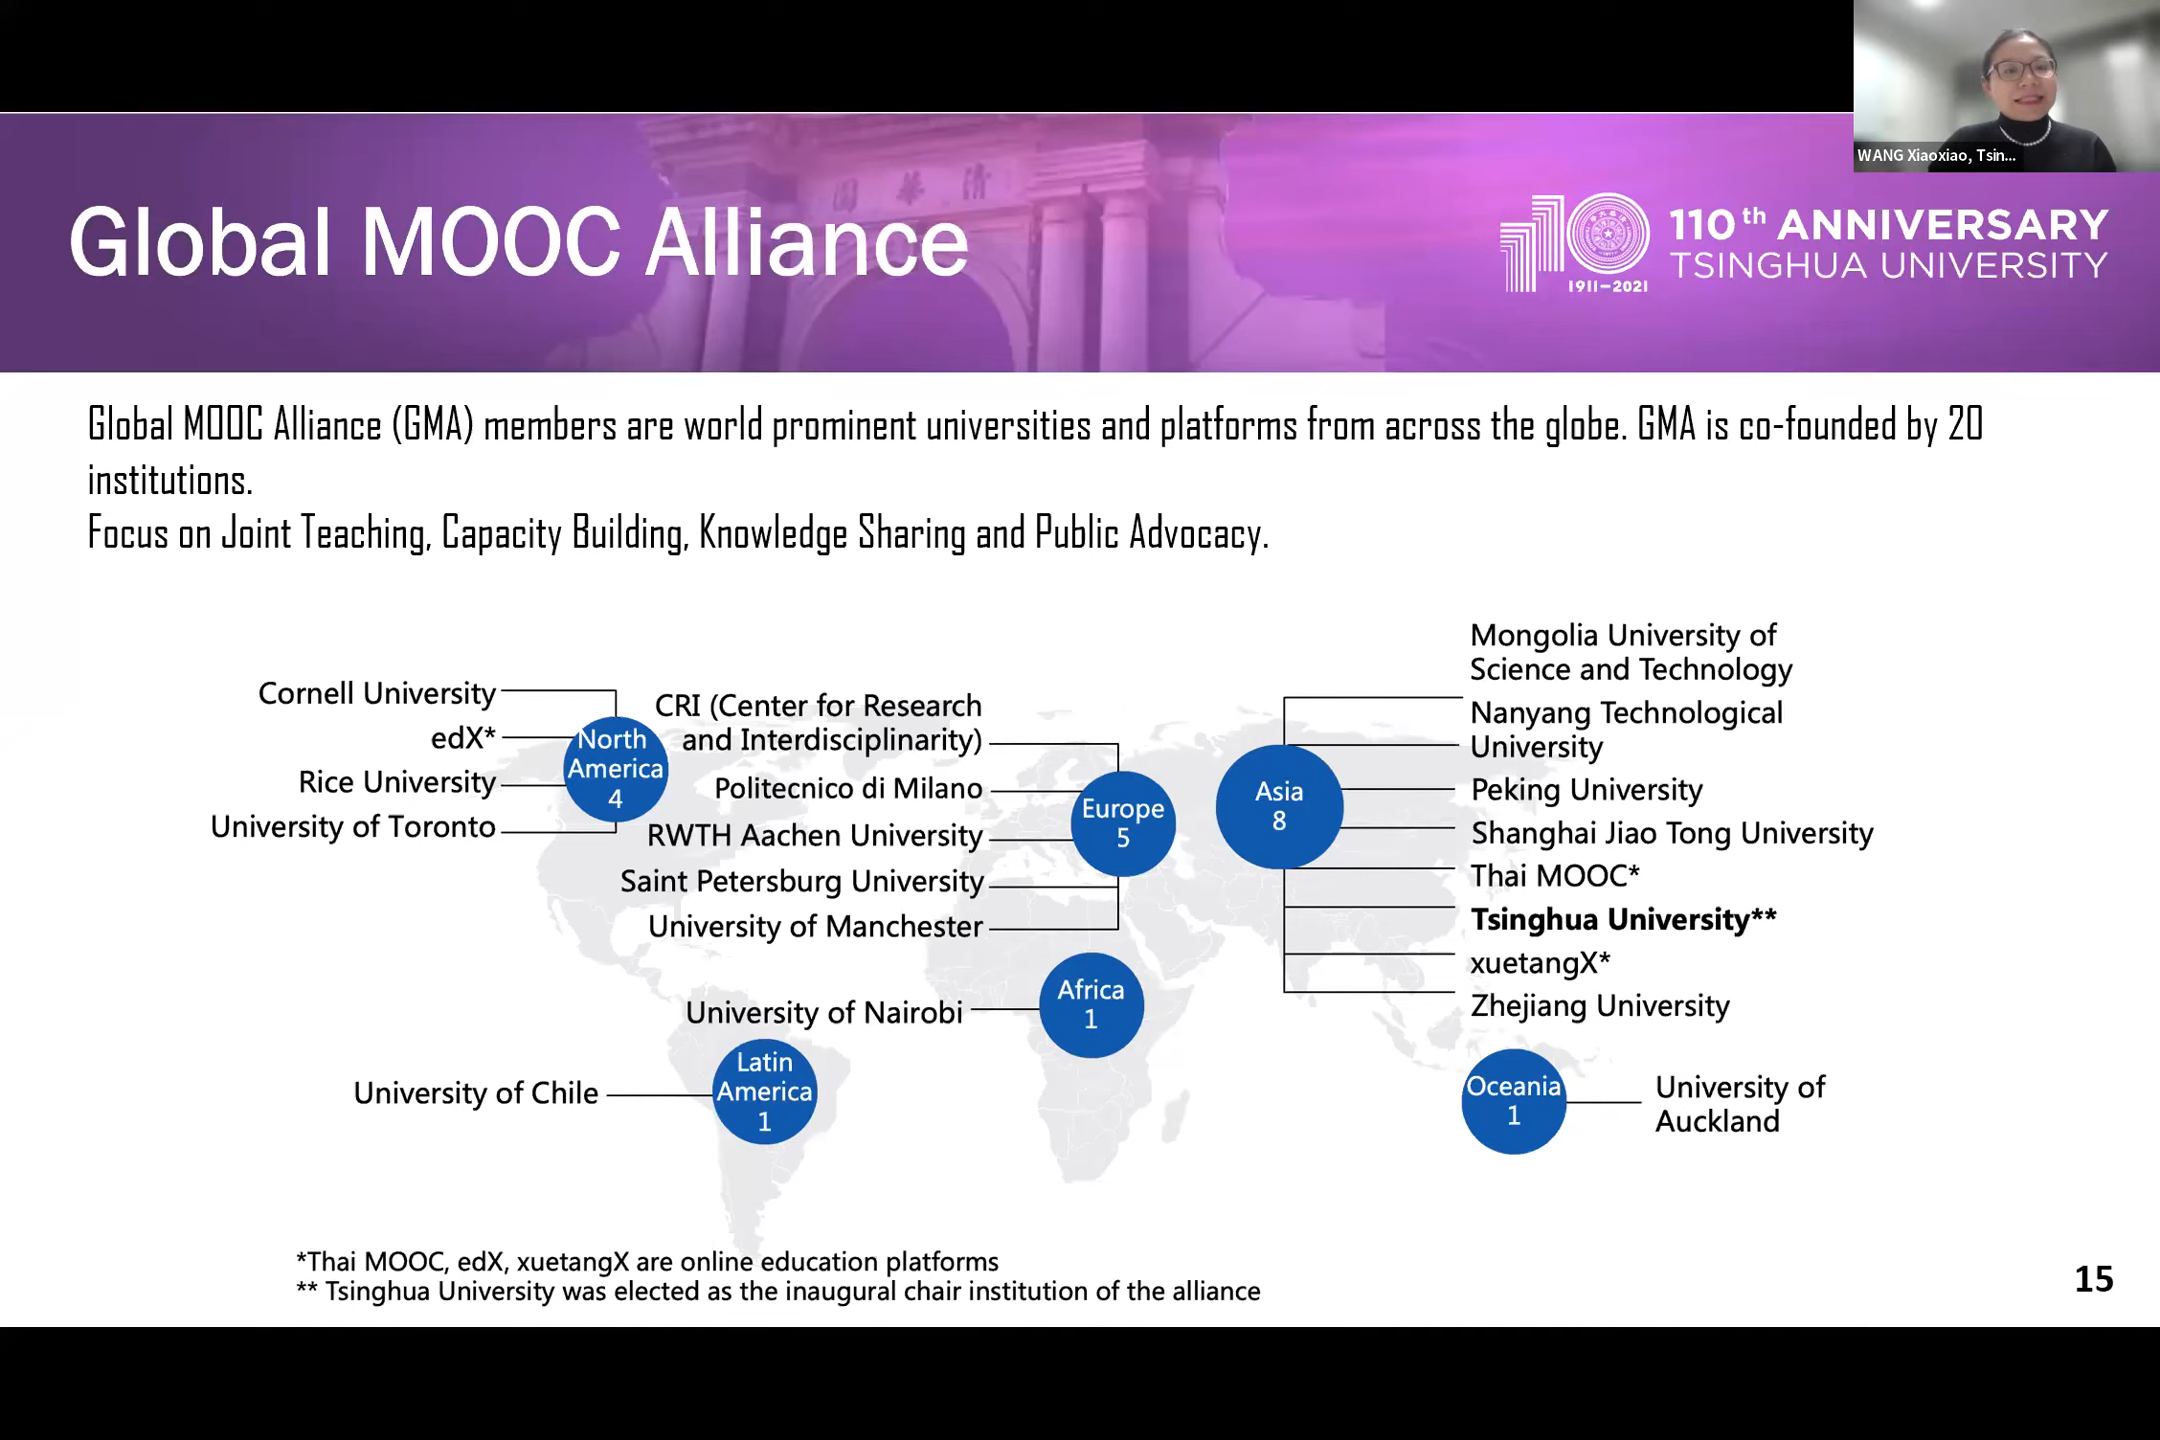 WANG Xiaoxiao, Tsin...
Global MOOC Alliance
110th ANNIVERSARY
TSINGHUA UNIVERSITY
1911-2021
Global MOOC Alliance (GMA) members are world prominent universities and platforms from across the globe. GMA is co-founded by 20
institutions.
Focus on Joint Teaching, Capacity Building, Knowledge Sharing and Public Advocacy.
Cornell University
edX*
Rice University
University of Toronto
North
America
4
CRI (Center for Research
and Interdisciplinarity)
Politecnico di Milano
RWTH Aachen University
Saint Petersburg University
University of Manchester
Europe
5
Asia
8
Mongolia University of
Science and Technology
Nanyang Technological
University
Peking University
Shanghai Jiao Tong University
Thai MOOC*
Tsinghua University**
xuetangX*
Zhejiang University
University of Nairobi
Africa
1
University of Chile
Latin
America
1
Oceania
1
University of
Auckland
*Thai MOOC, edX, xuetangX are online education platforms
** Tsinghua University was elected as the inaugural chair institution of the alliance
15